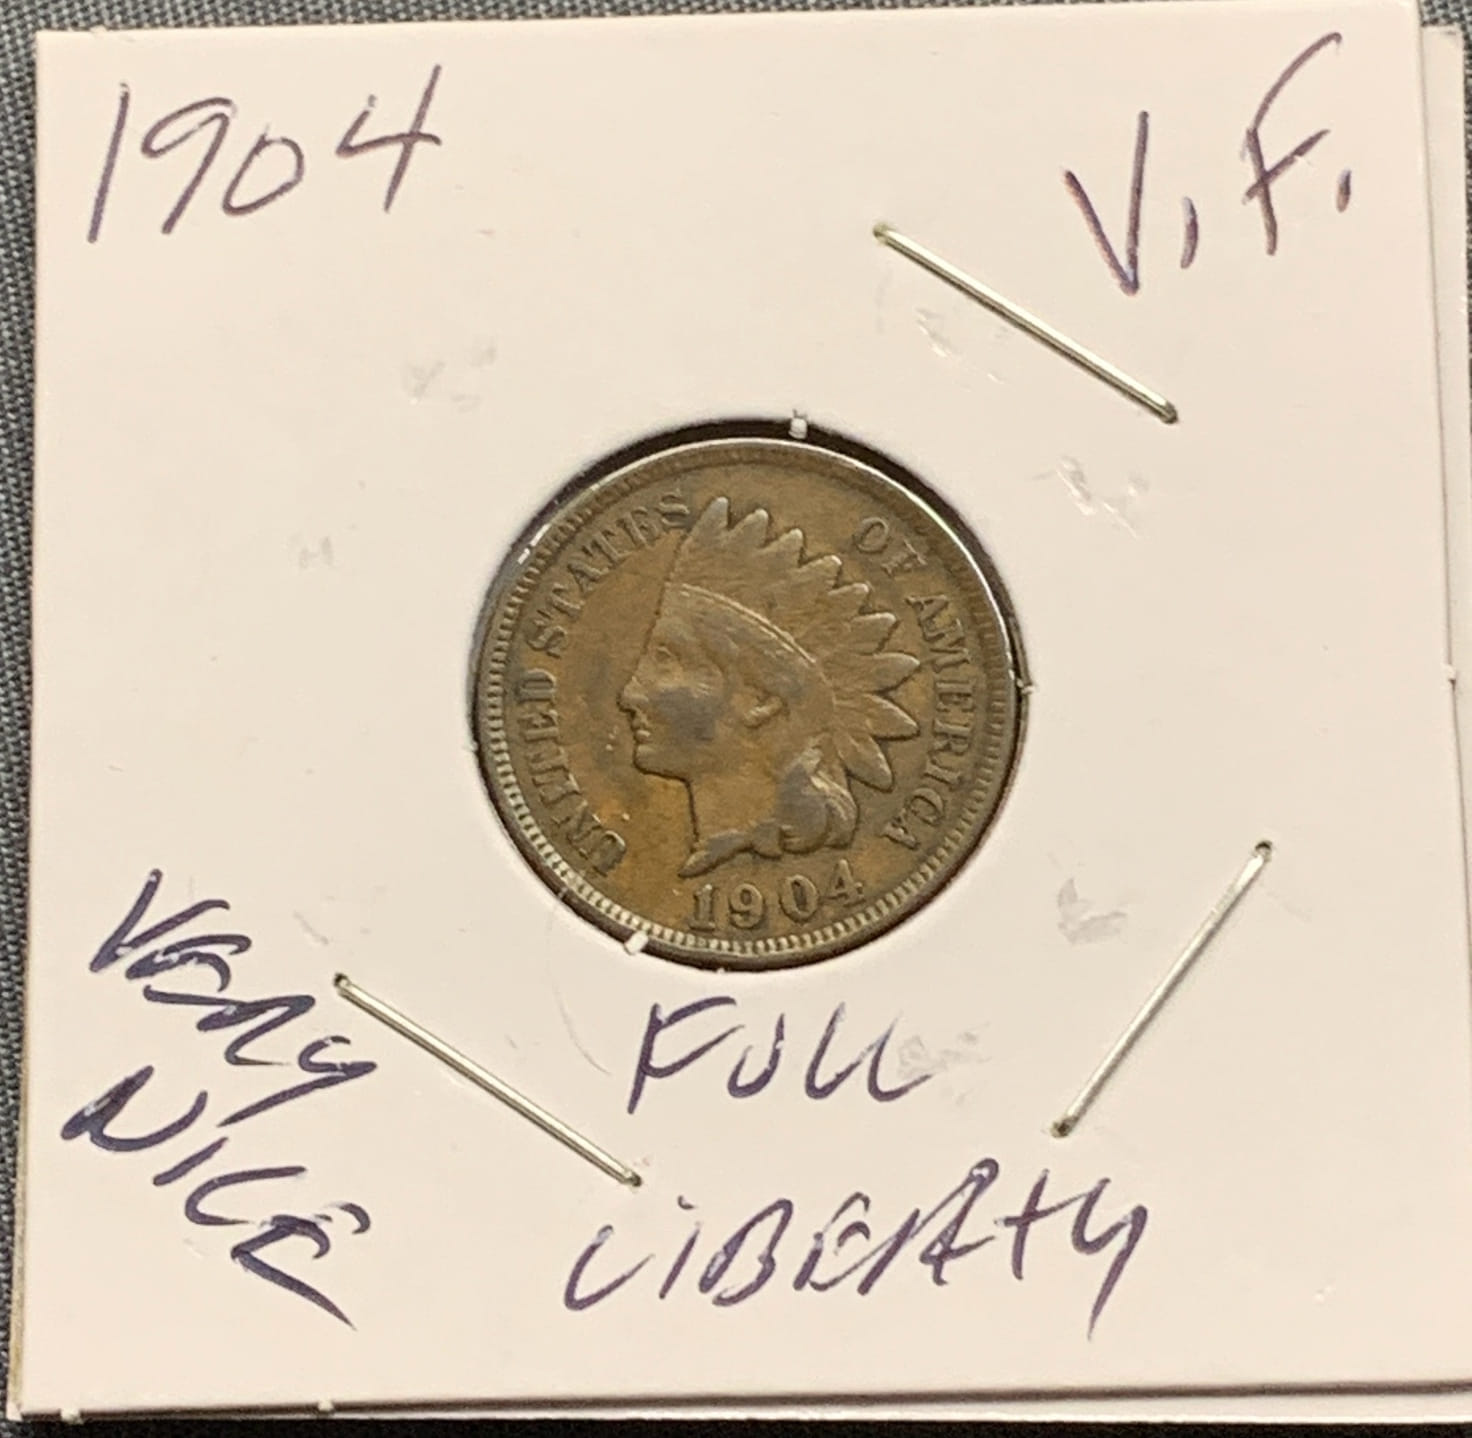 1904
V.F.
UNITED STATES OF AMERICA
1904
VERY
NICE
FULL
LiBERtY